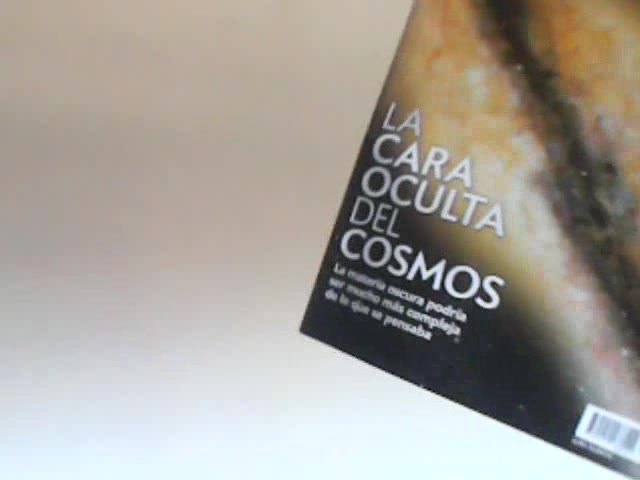 LA
CARA
OCULTA
DEL
COSMOS
La materia oscura podría
ser mucho más compleja
de lo que se pensaba